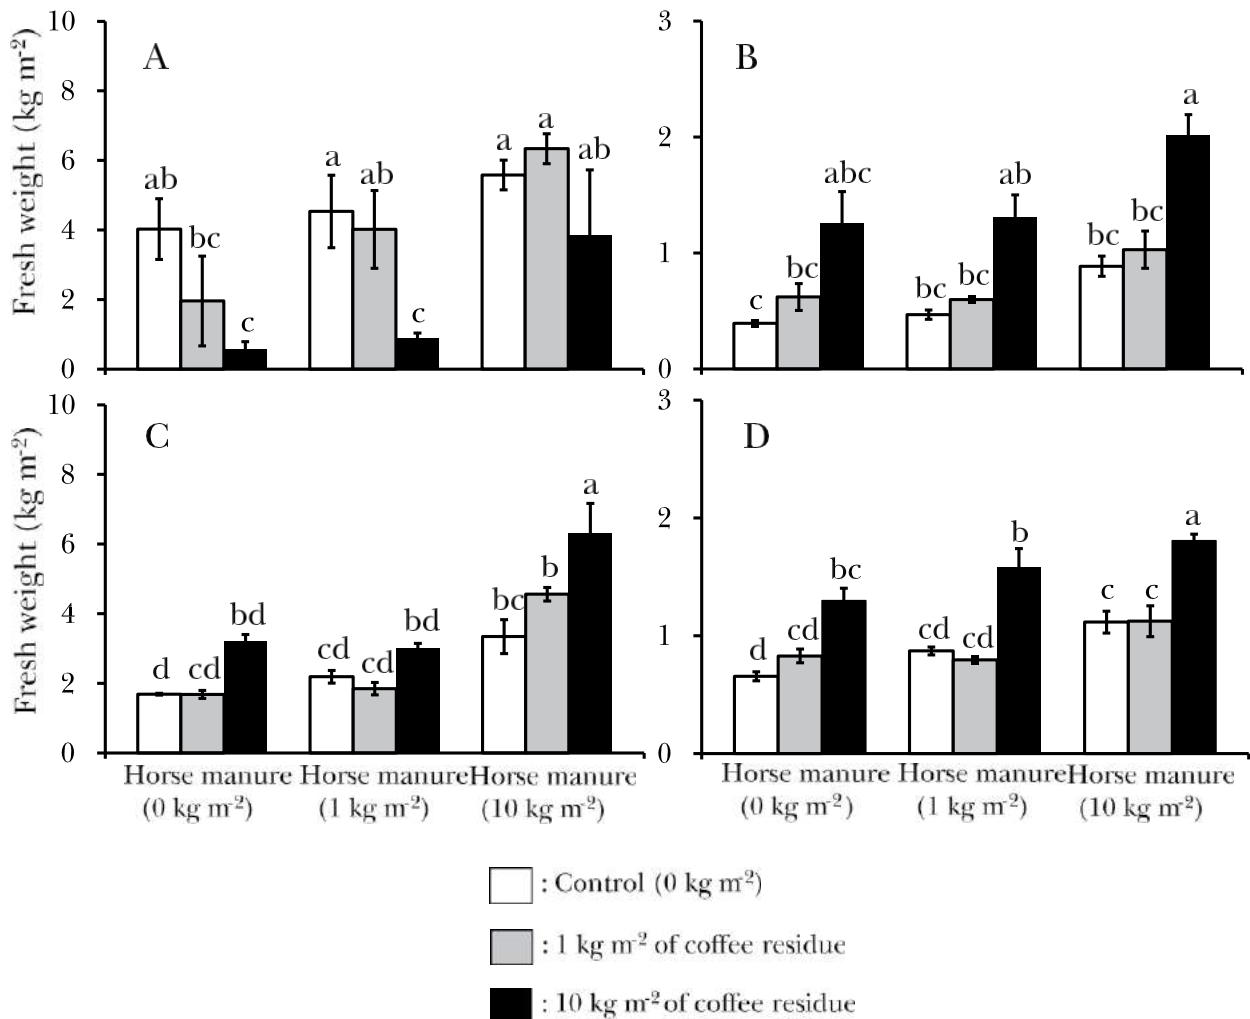 10
8
6
4
2
0
Fresh weight (kg m⁻²)
A
ab
bc
c
a
ab
c
a
a
ab
3
2
1
0
B
c
bc
abc
bc
bc
ab
bc
bc
a
10
8
6
4
2
0
Fresh weight (kg m⁻²)
C
d
cd
bd
cd
cd
bd
bc
b
a
Horse manure
(0 kg m⁻²)
Horse manure
(1 kg m⁻²)
Horse manure
(10 kg m⁻²)
3
2
1
0
D
d
cd
bc
cd
cd
b
c
c
a
Horse manure
(0 kg m⁻²)
Horse manure
(1 kg m⁻²)
Horse manure
(10 kg m⁻²)
: Control (0 kg m⁻²)
: 1 kg m⁻² of coffee residue
: 10 kg m⁻² of coffee residue